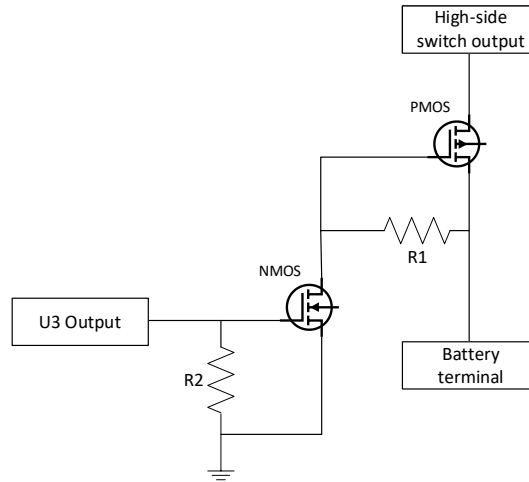 High-side
switch output
PMOS
R1
NMOS
U3 Output
R2
Battery
terminal